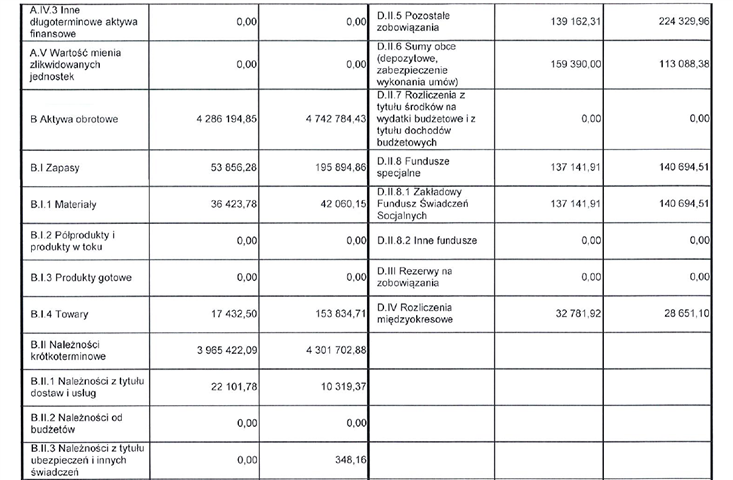 A.IV.3 Inne
długoterminowe aktywa
finansowe
0,00
0,00
D.II.5 Pozostałe
zobowiązania
139 162,31
224 329,96
A.V Wartość mienia
zlikwidowanych
jednostek
0,00
0,00
D.II.6 Sumy obce
(depozytowe,
zabezpieczenie
wykonania umów)
159 390,00
113 088,38
B Aktywa obrotowe
4 286 194,85
4 742 784,43
D.II.7 Rozliczenia z
tytułu środków na
wydatki budżetowe i z
tytułu dochodów
budżetowych
0,00
0,00
B.I Zapasy
53 856,28
195 894,86
D.II.8 Fundusze
specjalne
137 141,91
140 694,51
B.I.1 Materiały
36 423,78
42 060,15
D.II.8.1 Zakładowy
Fundusz Świadczeń
Socjalnych
137 141,91
140 694,51
B.I.2 Półprodukty i
produkty w toku
0,00
0,00
D.II.8.2 Inne fundusze
0,00
0,00
B.I.3 Produkty gotowe
0,00
0,00
D.III Rezerwy na
zobowiązania
0,00
0,00
B.I.4 Towary
17 432,50
153 834,71
D.IV Rozliczenia
międzyokresowe
32 781,92
28 651,10
B.II Należności
krótkoterminowe
3 965 422,09
4 301 702,88
B.II.1 Należności z tytułu
dostaw i usług
22 101,78
10 319,37
B.II.2 Należności od
budżetów
0,00
0,00
B.II.3 Należności z tytułu
ubezpieczeń i innych
świadczeń
0,00
348,16